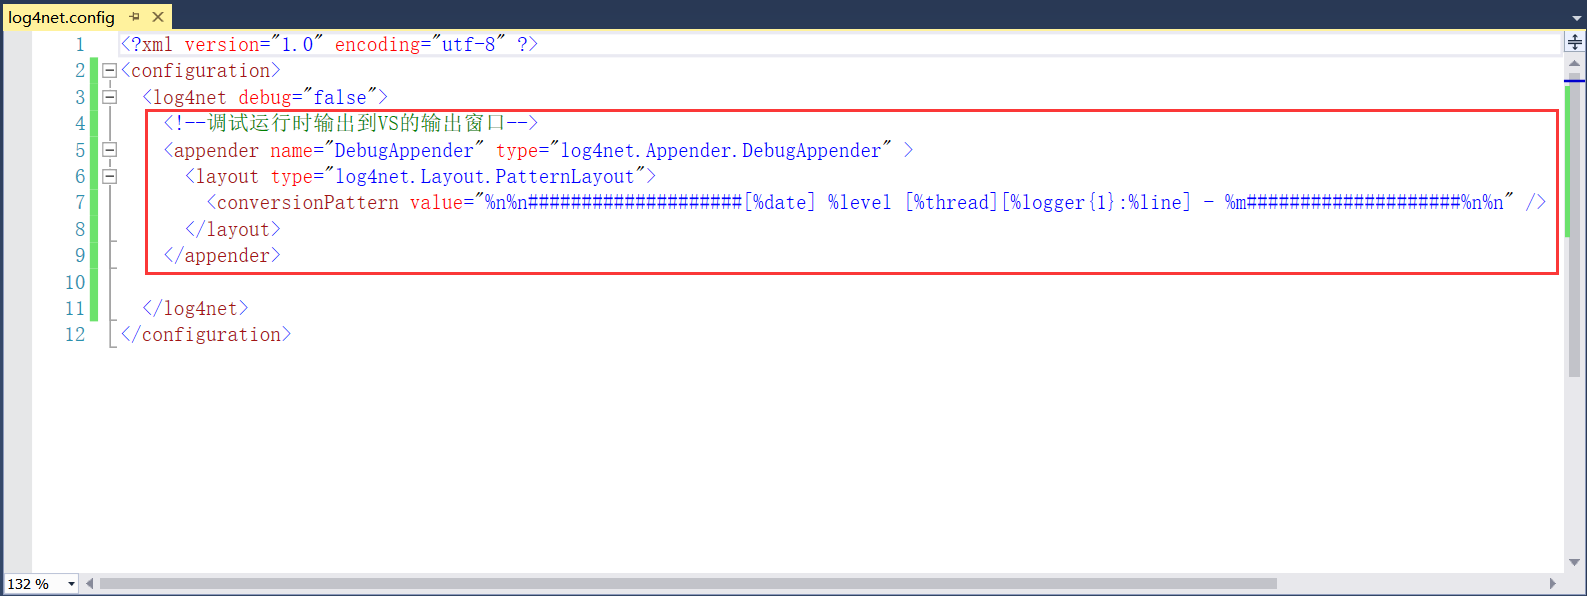 log4net.config
1 <?xml version="1.0" encoding="utf-8" ?>
2 <configuration>
3 <log4net debug="false">
4 <!--调试运行时输出到VS的输出窗口-->
5 <appender name="DebugAppender" type="log4net.Appender.DebugAppender" >
6 <layout type="log4net.Layout.PatternLayout">
7 <conversionPattern value="%n%n####################[%date] %level [%thread][%logger{1}:%line] - %m####################%n%n" />
8 </layout>
9 </appender>
10
11 </log4net>
12 </configuration>
132 %